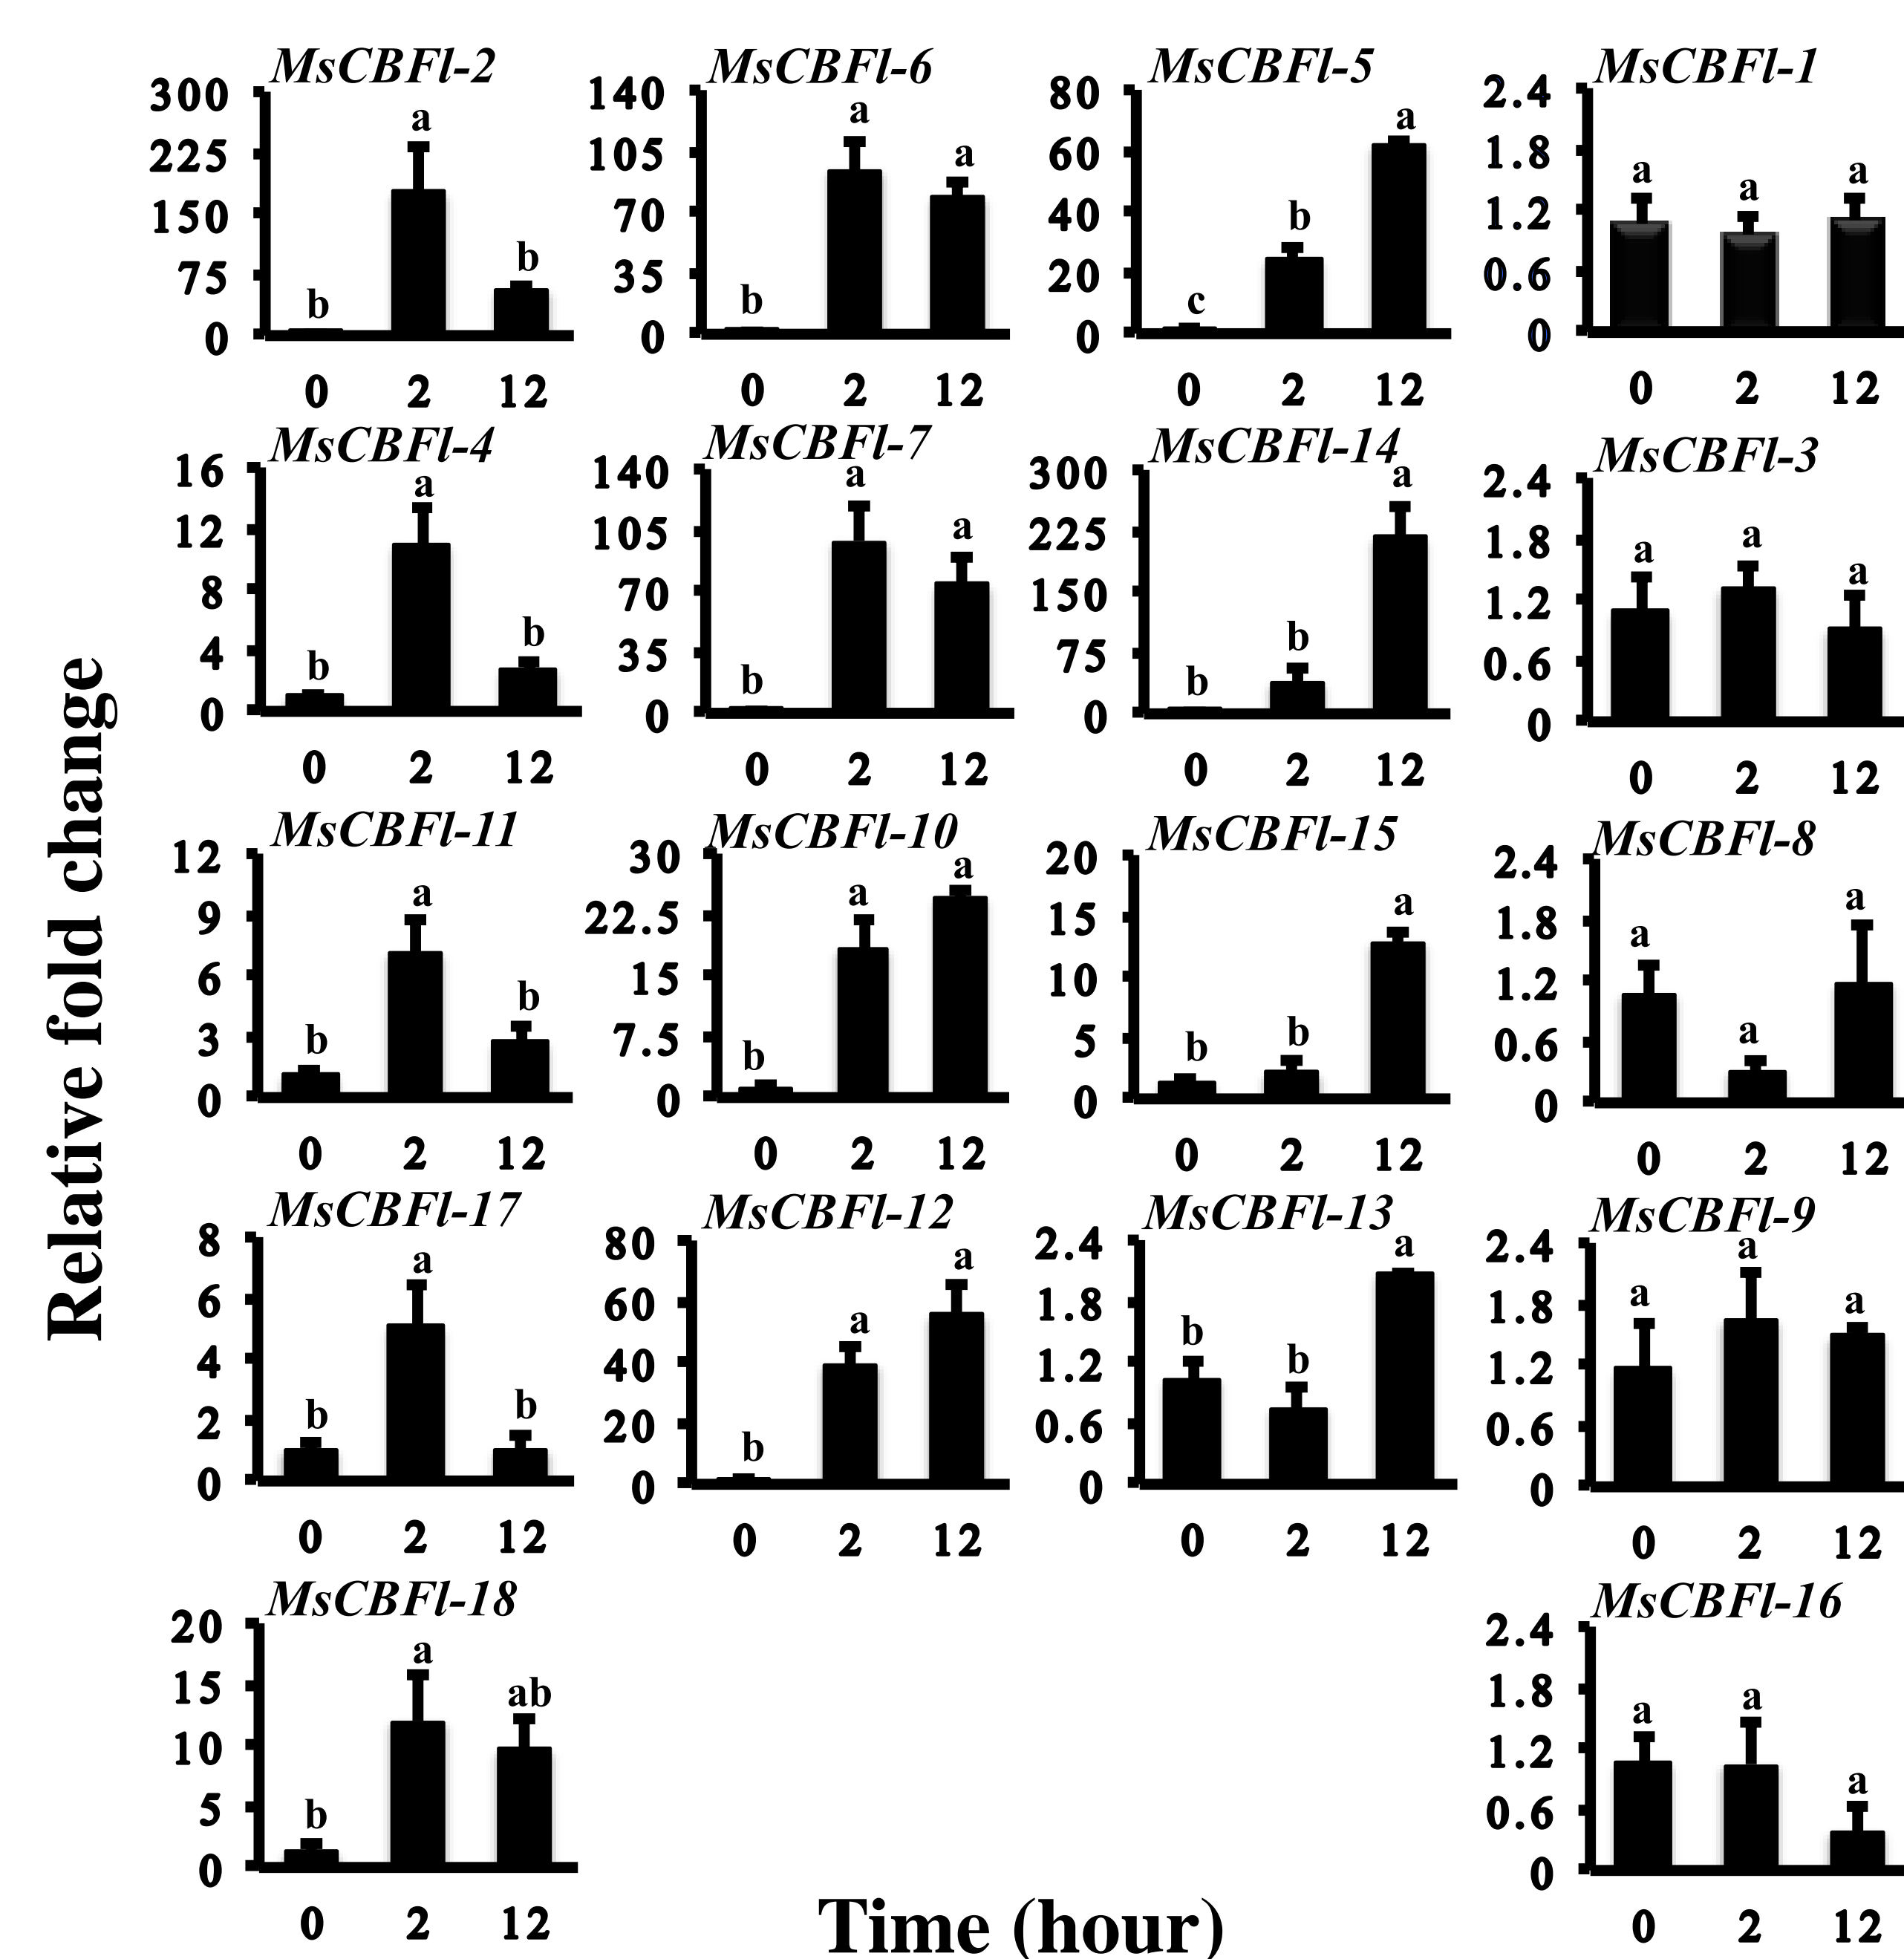 MsCBFl-2 MsCBFl-6 MsCBFl-5 MsCBFl-1
300 140 80 2.4
a a a a
225 105 60 1.8
a b a a
150 70 40 1.2
b b c
75 35 20 0.6
b
0 0 0 0
0 2 12 0 2 12 0 2 12 0 2 12
MsCBFl-4 MsCBFl-7 MsCBFl-14 MsCBFl-3
16 140 300 2.4
a a a a
12 105 225 1.8
a a a
8 70 150 1.2
b b b
4 35 75 0.6
b b b
0 0 0 0
0 2 12 0 2 12 0 2 12 0 2 12
MsCBFl-11 MsCBFl-10 MsCBFl-15 MsCBFl-8
12 30 20 2.4
a a a a a
9 22.5 15 1.8
a
6 15 10 1.2
b b b b b a
3 7.5 5 0.6
0 0 0 0
0 2 12 0 2 12 0 2 12 0 2 12
MsCBFl-17 MsCBFl-12 MsCBFl-13 MsCBFl-9
8 80 2.4 2.4
a a a a
6 60 1.8 1.8
a b b a a
4 40 1.2 1.2
b b b
2 20 0.6 0.6
0 0 0 0
0 2 12 0 2 12 0 2 12 0 2 12
MsCBFl-18 MsCBFl-16
20 2.4
a
15 1.8
ab a a
10 1.2
b a
5 0.6
0 0
0 2 12 0 2 12
Relative fold change
Time (hour)